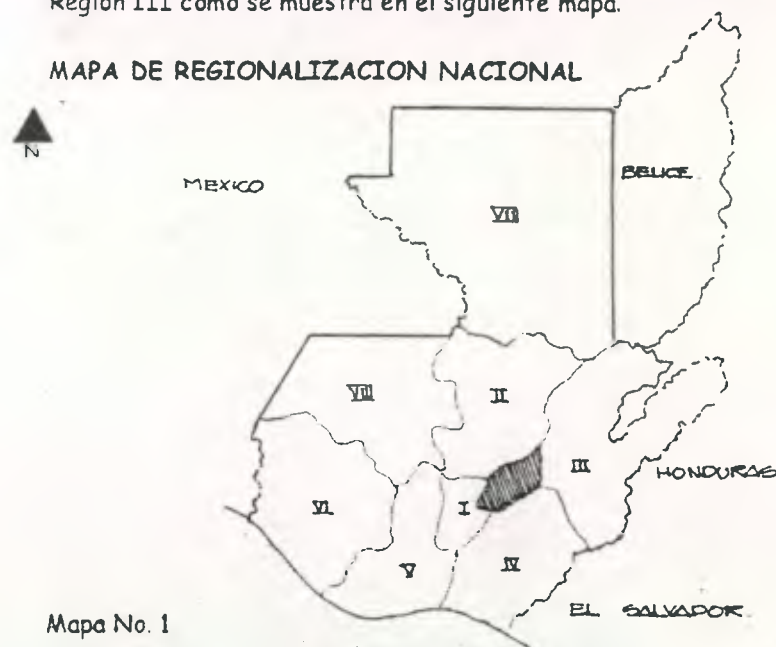 Región III como se muestra en el siguiente mapa.
MAPA DE REGIONALIZACION NACIONAL
N
MEXICO
BELICE
VII
VIII
II
III
HONDURAS
VI
I
V
IV
EL SALVADOR
Mapa No. 1